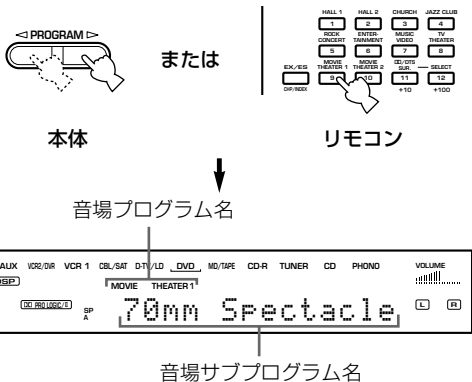 ◁ PROGRAM ▷
または
HALL 1 HALL 2 CHURCH JAZZ CLUB
1 2 3 4
ROCK CONCERT ENTER-TAINMENT MUSIC VIDEO TV THEATER
5 6 7 8
EX/ES MOVIE THEATER 1 MOVIE THEATER 2 DD/DTS SUR. SELECT
9 10 11 12
CHP/INDEX +10 +100
本体
リモコン
音場プログラム名
AUX VCR2/DVR VCR 1 CBL/SAT D-TV/LD DVD MD/TAPE CD-R TUNER CD PHONO VOLUME
DSP
MOVIE THEATER 1
DD PRO LOGIC/II SP A 70mm Spectacle L R
音場サブプログラム名